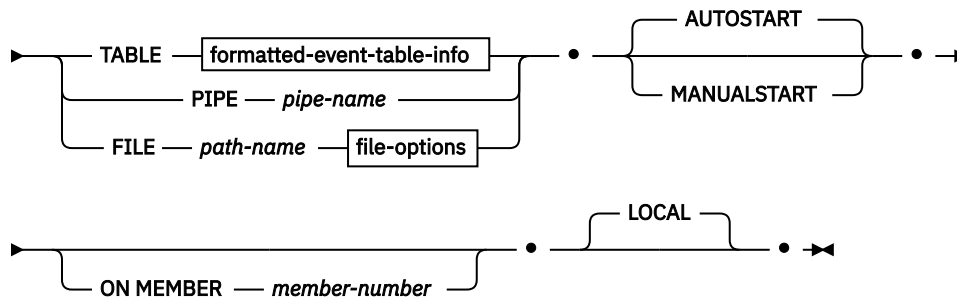 AUTOSTART
TABLE formatted-event-table-info
PIPE pipe-name
MANUALSTART
FILE path-name file-options
LOCAL
ON MEMBER member-number